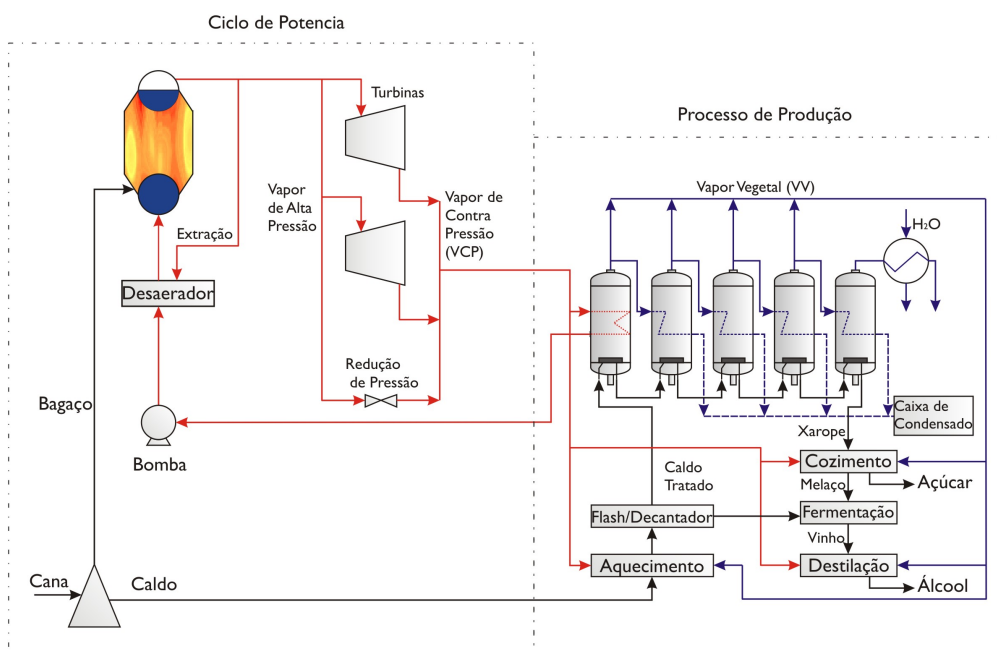 Ciclo de Potencia
Processo de Produção
Turbinas
Vapor
de Alta
Pressão
Vapor de
Contra
Pressão
(VCP)
Extração
Desaerador
Redução
de Pressão
Bagaço
Bomba
Cana
Caldo
Vapor Vegetal (VV)
H2O
Caixa de
Condensado
Xarope
Cozimento
Caldo
Tratado
Melaço
Açúcar
Flash/Decantador
Fermentação
Vinho
Aquecimento
Destilação
Álcool